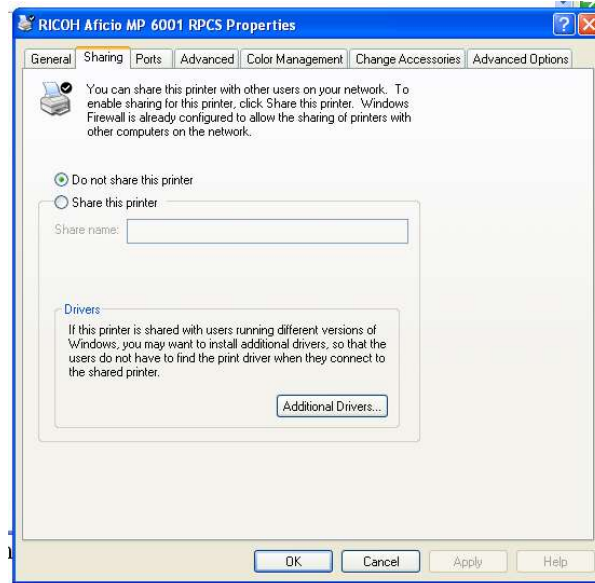 RICOH Aficio MP 6001 RPCS Properties
General Sharing Ports Advanced Color Management Change Accessories Advanced Options
You can share this printer with other users on your network. To
enable sharing for this printer, click Share this printer. Windows
Firewall is already configured to allow the sharing of printers with
other computers on the network.
Do not share this printer
Share this printer
Share name:
Drivers
If this printer is shared with users running different versions of
Windows, you may want to install additional drivers, so that the
users do not have to find the print driver when they connect to
the shared printer.
Additional Drivers...
OK Cancel Apply Help